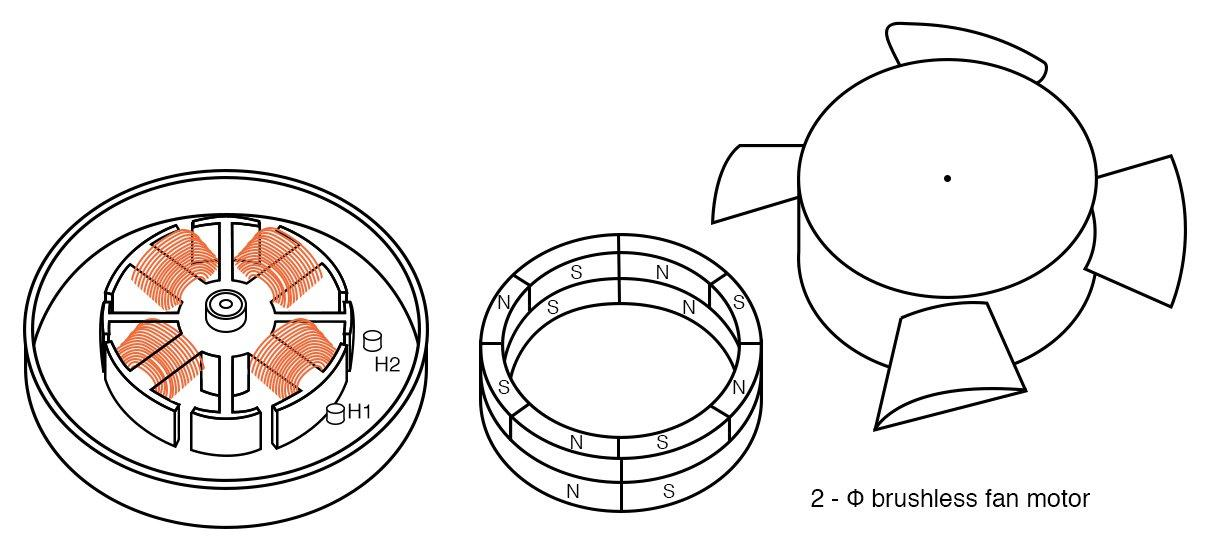 H2
H1
S N
N S N S
S N
N S
N S
2 - Φ brushless fan motor